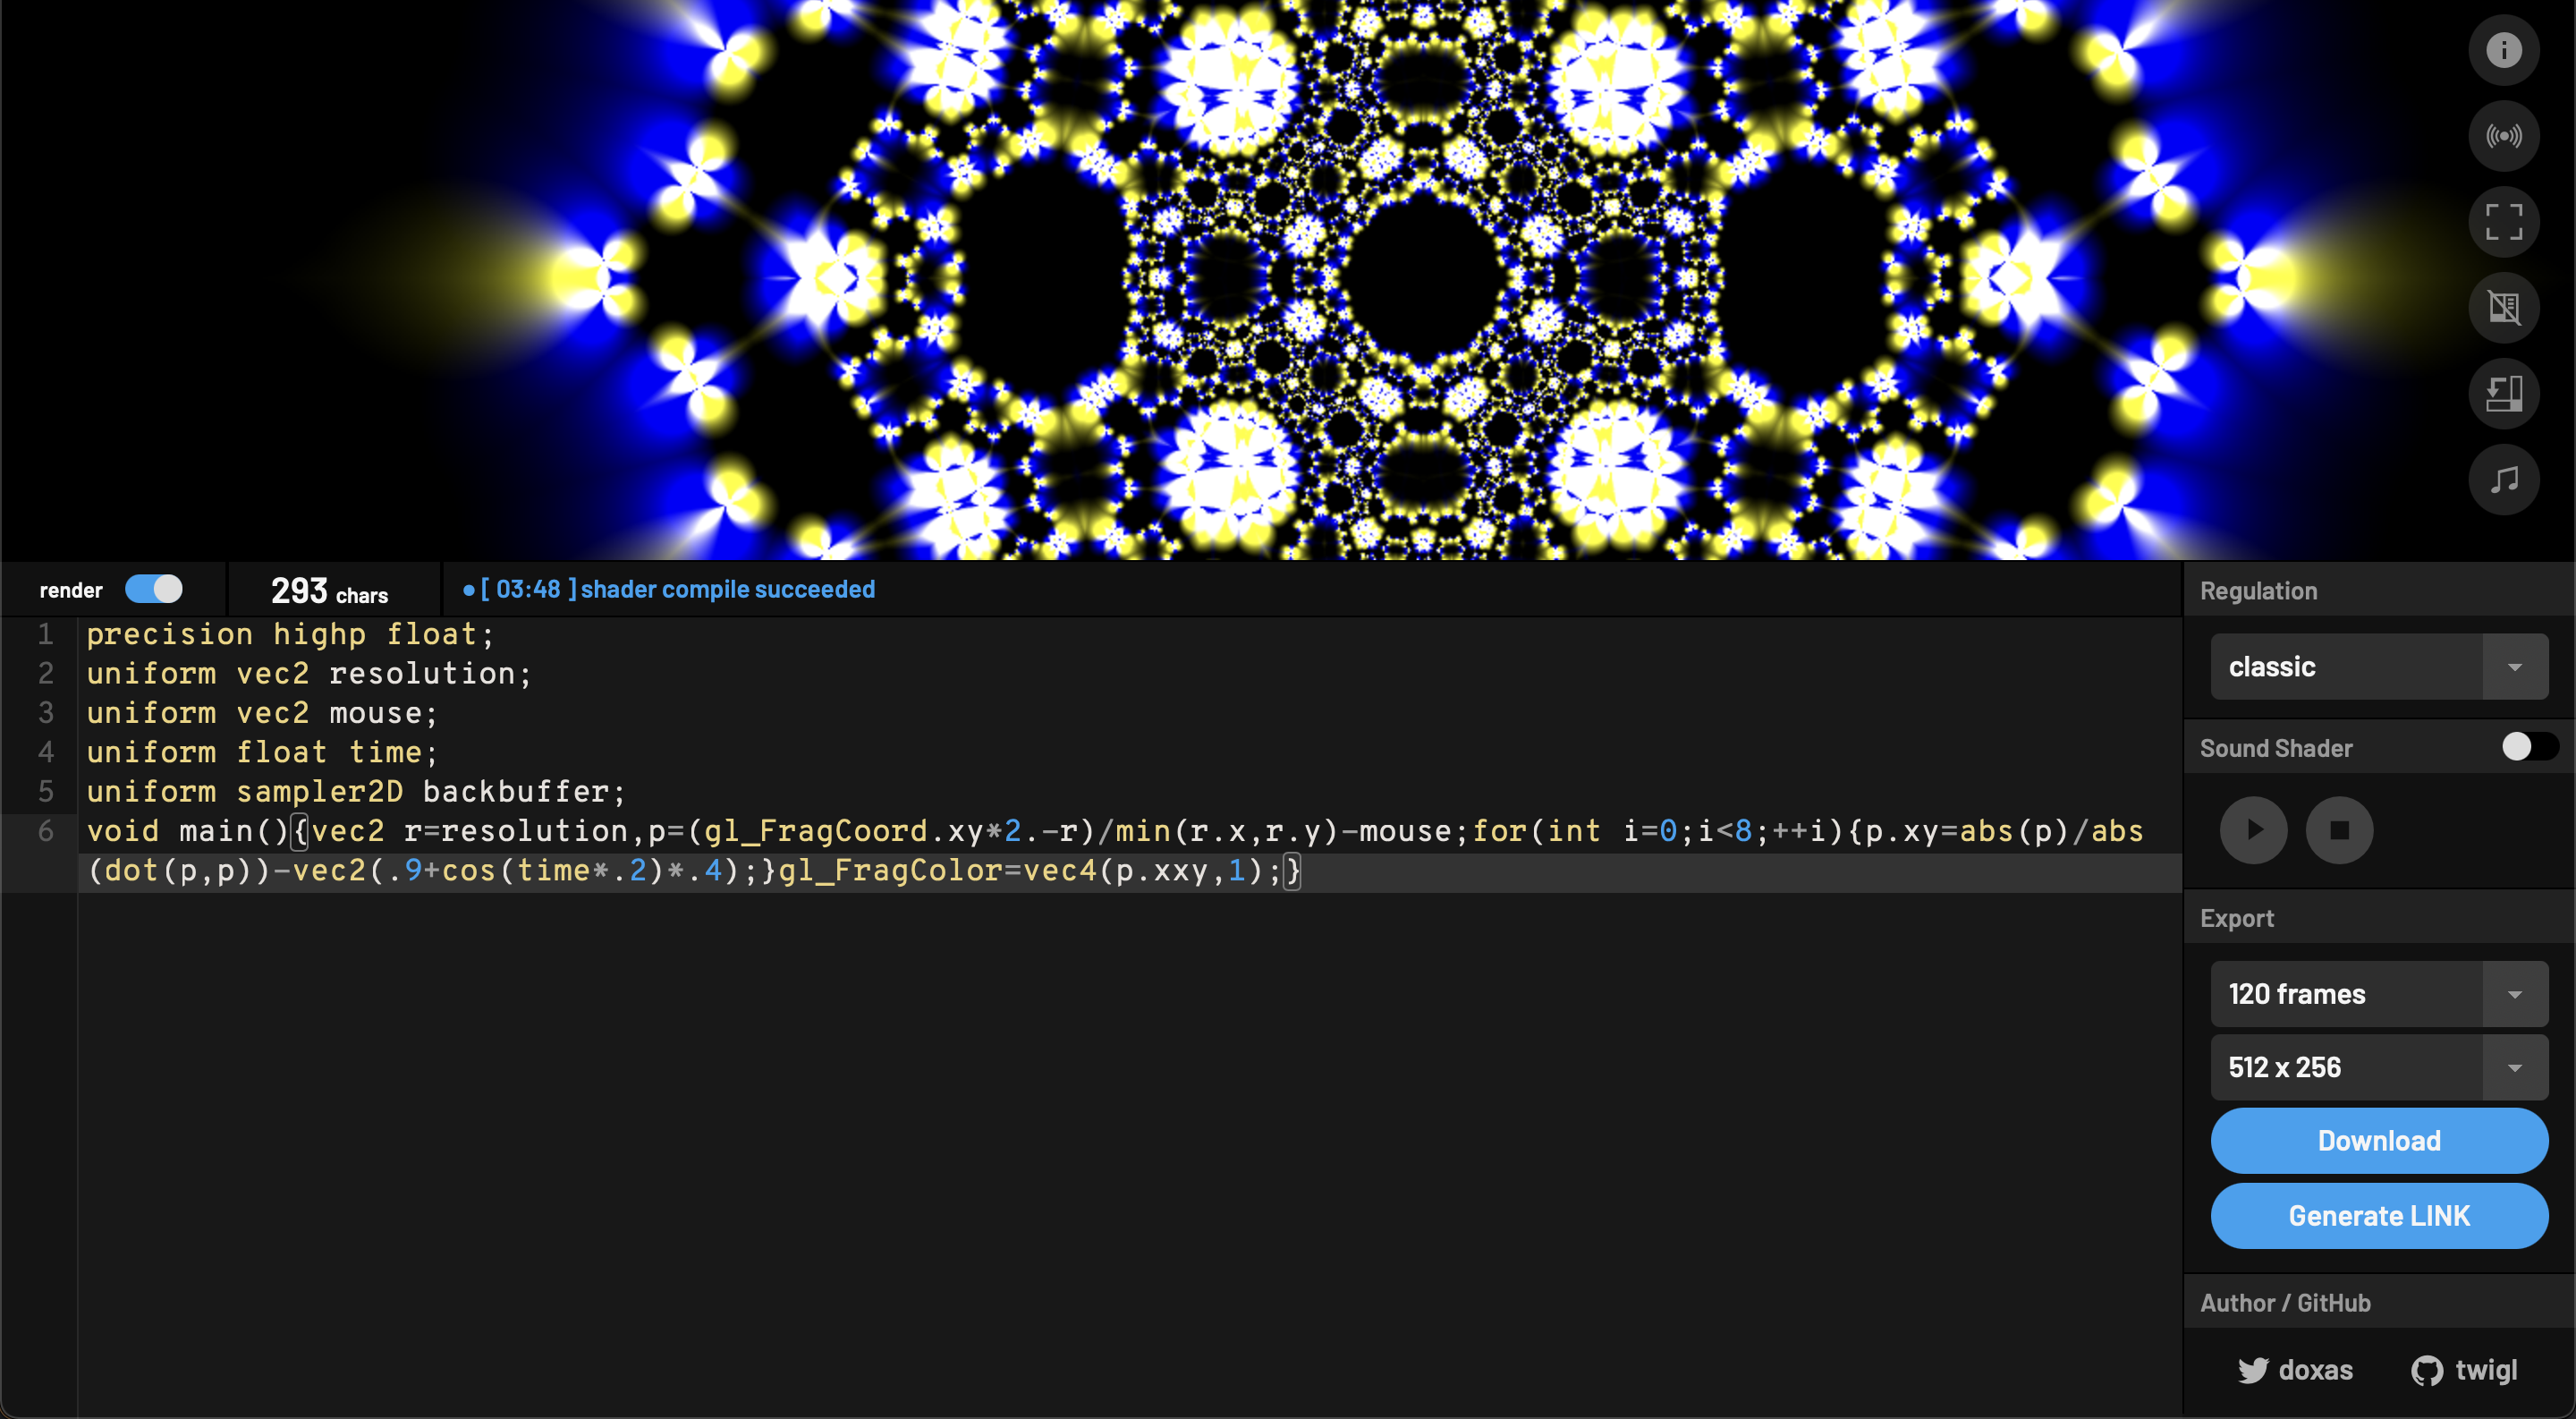 render
293 chars
[ 03:48 ] shader compile succeeded
1 precision highp float;
2 uniform vec2 resolution;
3 uniform vec2 mouse;
4 uniform float time;
5 uniform sampler2D backbuffer;
6 void main(){vec2 r=resolution,p=(gl_FragCoord.xy*2.-r)/min(r.x,r.y)-mouse;for(int i=0;i<8;++i){p.xy=abs(p)/abs
(dot(p,p))-vec2(.9+cos(time*.2)*.4);}gl_FragColor=vec4(p.xxy,1);}
Regulation
classic
Sound Shader
Export
120 frames
512 x 256
Download
Generate LINK
Author / GitHub
doxas
twigl